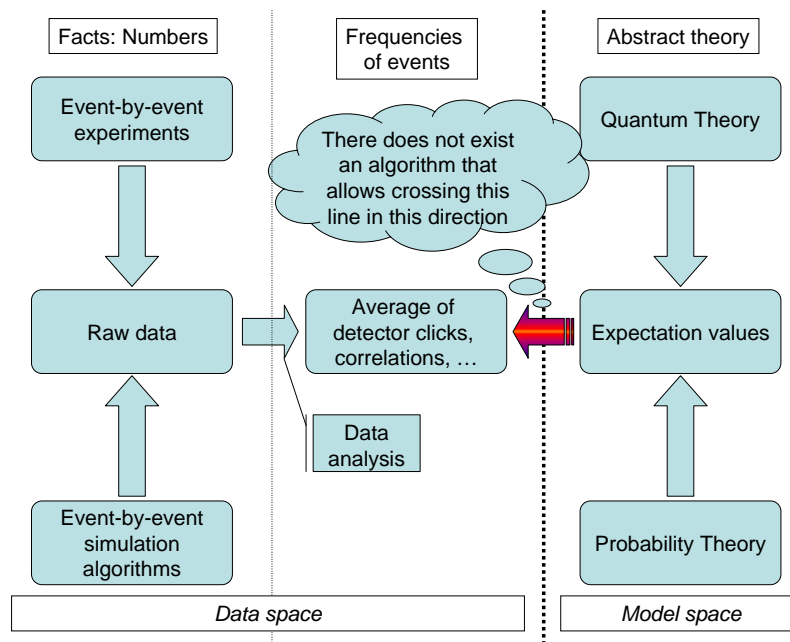 Facts: Numbers
Frequencies
of events
Abstract theory
Event-by-event
experiments
There does not exist
an algorithm that
allows crossing this
line in this direction
Quantum Theory
Raw data
Average of
detector clicks,
correlations, …
Expectation values
Data
analysis
Event-by-event
simulation
algorithms
Probability Theory
Data space
Model space